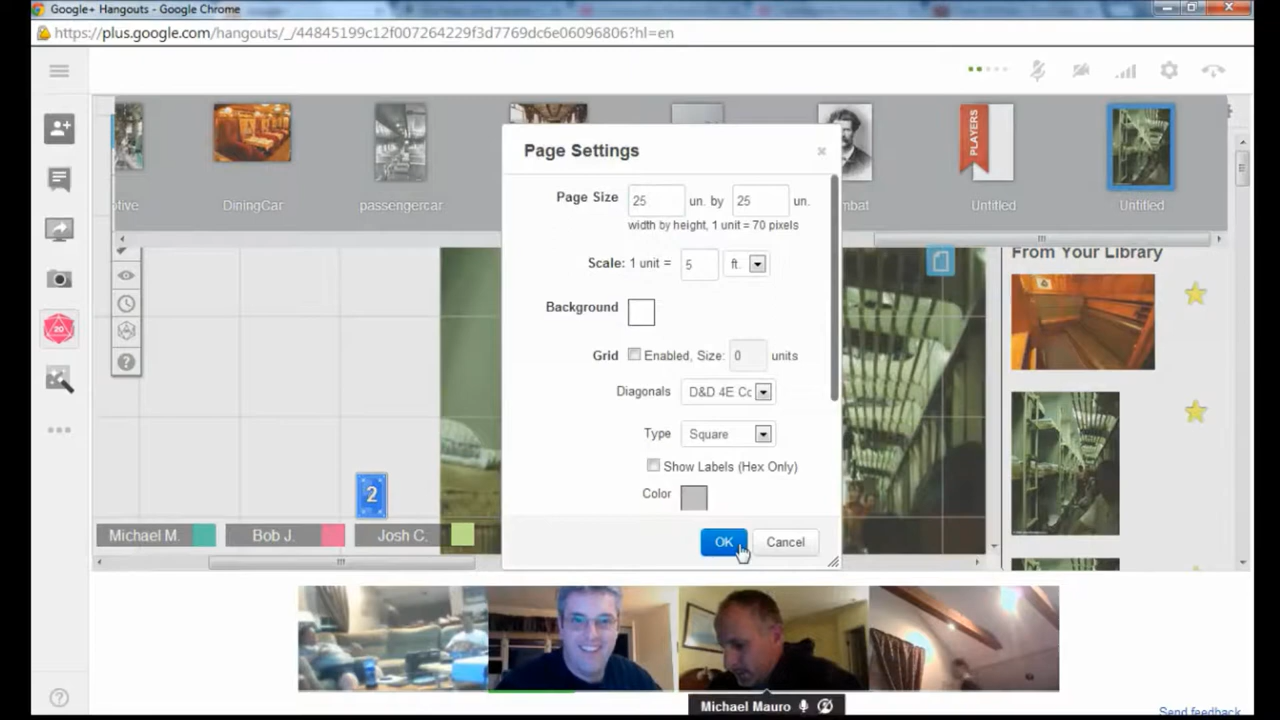 Google+ Hangouts - Google Chrome
https://plus.google.com/hangouts/_/44845199c12f007264229f3d7769dc6e06096806?hl=en
PLAYERS
ptive
DiningCar
passengercar
mbat
Untitled
Untitled
Page Settings
×
Page Size
25
un. by
25
un.
width by height, 1 unit = 70 pixels
Scale: 1 unit =
5
ft.
Background
Grid
Enabled, Size:
0
units
Diagonals
D&D 4E Cc
Type
Square
Show Labels (Hex Only)
Color
OK
Cancel
From Your Library
20
2
Michael M.
Bob J.
Josh C.
Michael Mauro
Send feedback